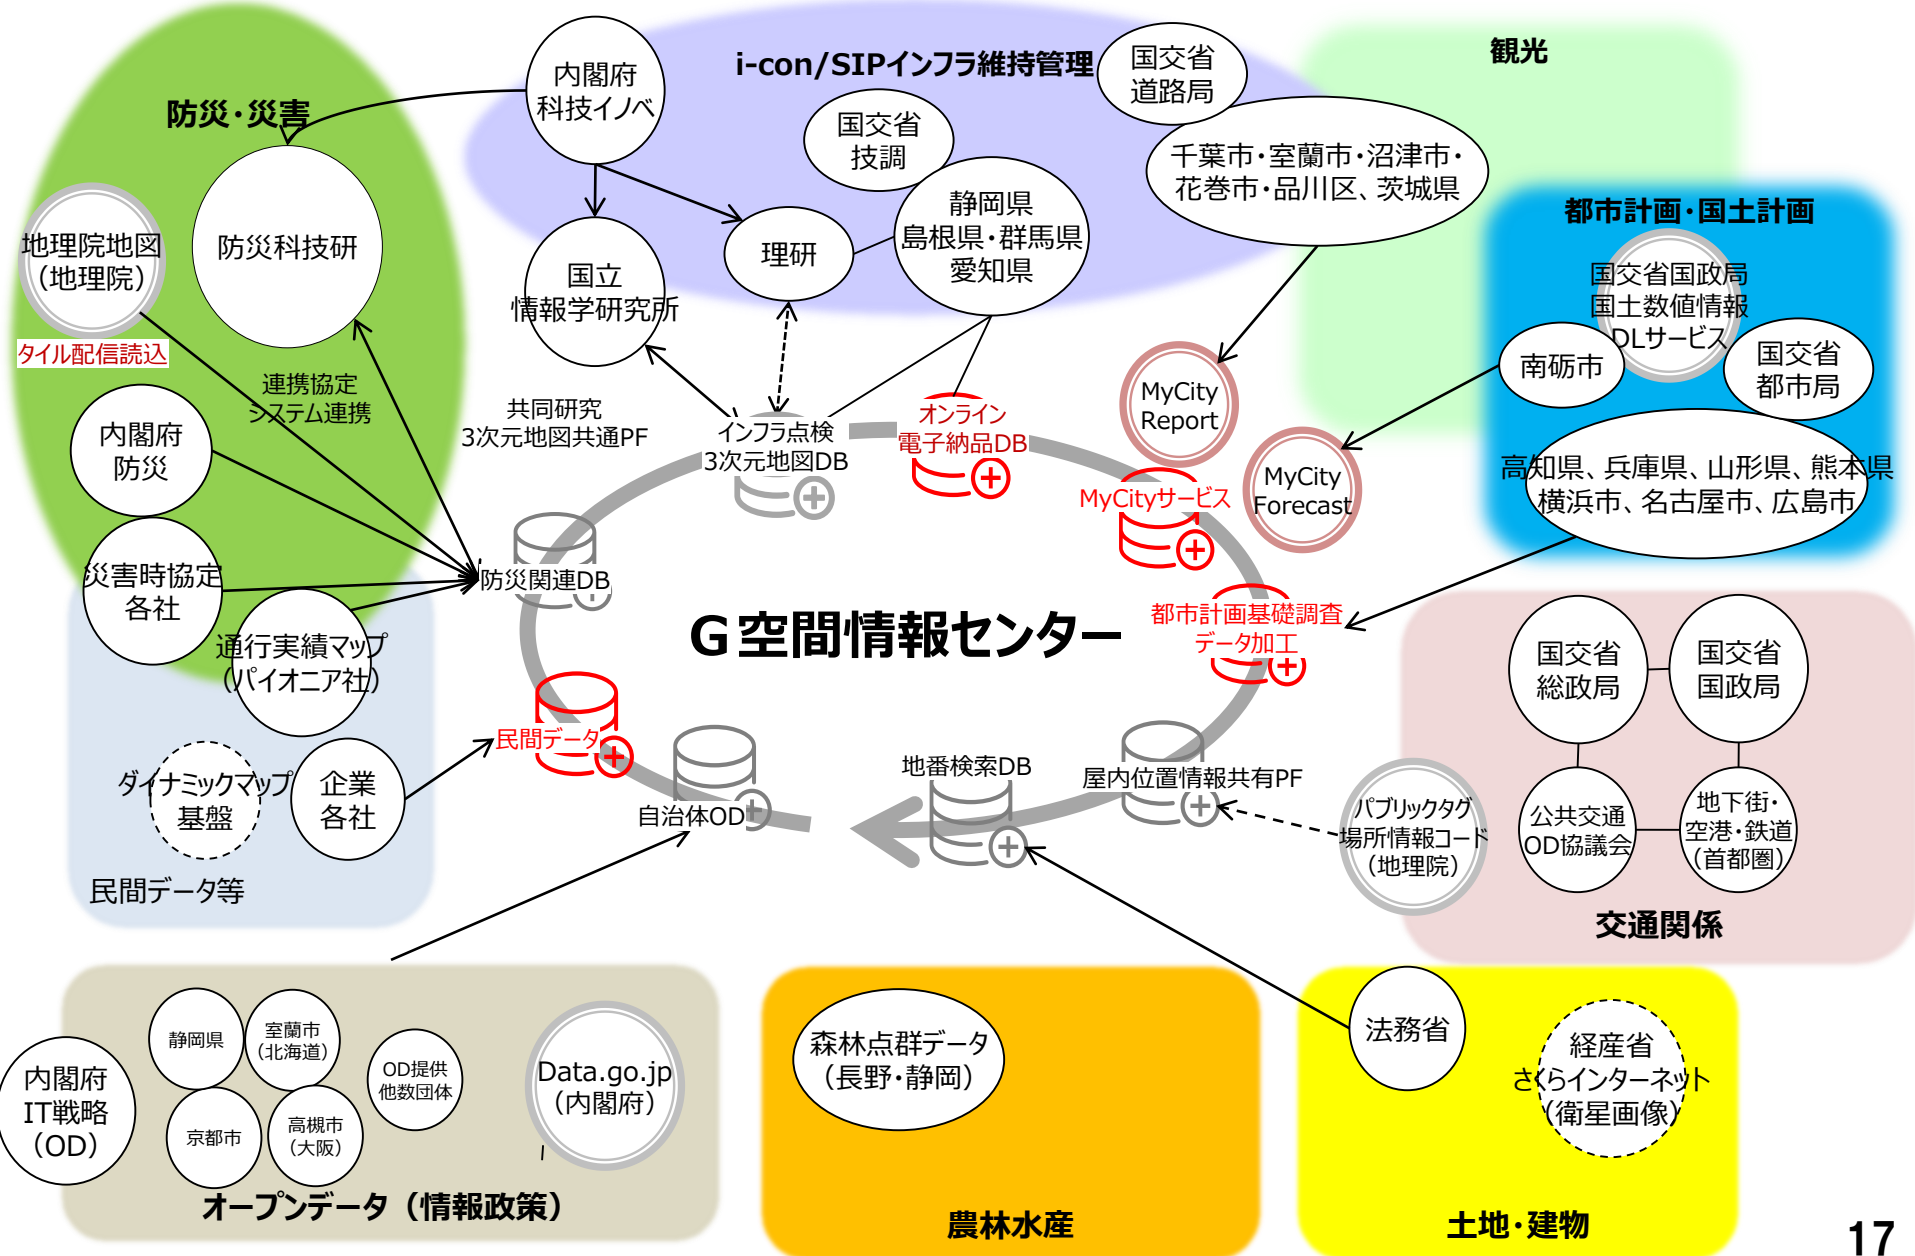 i-con/SIPインフラ維持管理
観光
防災・災害
内閣府
科技イノベ
国交省
道路局
国交省
技調
千葉市・室蘭市・沼津市・
花巻市・品川区、茨城県
都市計画・国土計画
地理院地図
（地理院）
タイル配信読込
防災科技研
国立
情報学研究所
理研
静岡県
島根県・群馬県
愛知県
国交省国政局
国土数値情報
DLサービス
南砺市
国交省
都市局
高知県、兵庫県、山形県、熊本県
横浜市、名古屋市、広島市
連携協定
システム連携
共同研究
3次元地図共通PF
インフラ点検
3次元地図DB
オンライン
電子納品DB
MyCity
Report
MyCity
Forecast
MyCityサービス
内閣府
防災
災害時協定
各社
通行実績マップ
（パイオニア社）
防災関連DB
G空間情報センター
都市計画基礎調査
データ加工
国交省
総政局
国交省
国政局
民間データ
自治体OD
地番検索DB
屋内位置情報共有PF
ダイナミックマップ
基盤
企業
各社
民間データ等
パブリックタグ
場所情報コード
（地理院）
公共交通
OD協議会
地下街・
空港・鉄道
（首都圏）
交通関係
内閣府
IT戦略
（OD）
静岡県
室蘭市
（北海道）
京都市
高槻市
（大阪）
OD提供
他数団体
Data.go.jp
（内閣府）
オープンデータ（情報政策）
森林点群データ
（長野・静岡）
農林水産
法務省
経産省
さくらインターネット
（衛星画像）
土地・建物
17